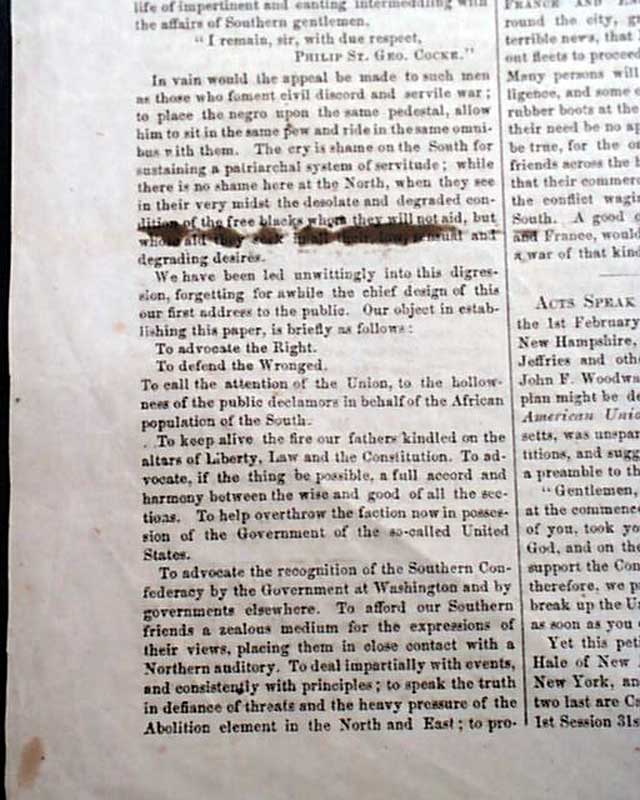 life of impertinent and canting intermeddling with
the affairs of Southern gentlemen.
"I remain, sir, with due respect,
PHILIP ST. GEO. COCKE."
In vain would the appeal be made to such men
as those who foment civil discord and servile war;
to place the negro upon the same pedestal, allow
him to sit in the same pew and ride in the same omni-
bus with them. The cry is shame on the South for
sustaining a patriarchal system of servitude; while
there is no shame here at the North, when they see
in their very midst the desolate and degraded con-
dition of the free blacks whom they will not aid, but
whose aid they seek in all their low, sensual and
degrading desires.
We have been led unwittingly into this digres-
sion, forgetting for awhile the chief design of this
our first address to the public. Our object in estab-
lishing this paper, is briefly as follows:
To advocate the Right.
To defend the Wronged.
To call the attention of the Union, to the hollow-
ness of the public declamors in behalf of the African
population of the South.
To keep alive the fire our fathers kindled on the
altars of Liberty, Law and the Constitution. To ad-
vocate, if the thing be possible, a full accord and
harmony between the wise and good of all the sec-
tions. To help overthrow the faction now in posses-
sion of the Government of the so-called United
States.
To advocate the recognition of the Southern Con-
federacy by the Government at Washington and by
governments elsewhere. To afford our Southern
friends a zealous medium for the expressions of
their views, placing them in close contact with a
Northern auditory. To deal impartially with events,
and consistently with principles; to speak the truth
in defiance of threats and the heavy pressure of the
Abolition element in the North and East; to pro-
FRANCE AND
round the city,
terrible news, that
out fleets to proceed
Many persons will
ligence, and some
rubber boots at the
their need be no
be true, for the
friends across the
that their commerc
the conflict wagin
South. A good
and France, would
a war of that kind
ACTS SPEAK
the 1st February
New Hampshire,
Jeffries and othe
John F. Woodw
plan might be de
American Unio
setts, was unspar
titions, and sugg
a preamble to th
"Gentlemen,
at the commence
of you, took yo
God, and on the
support the Con
therefore, we p
break up the U
as soon as you
Yet this peti
Hale of New
New York, an
two last are Ca
1st Session 31s